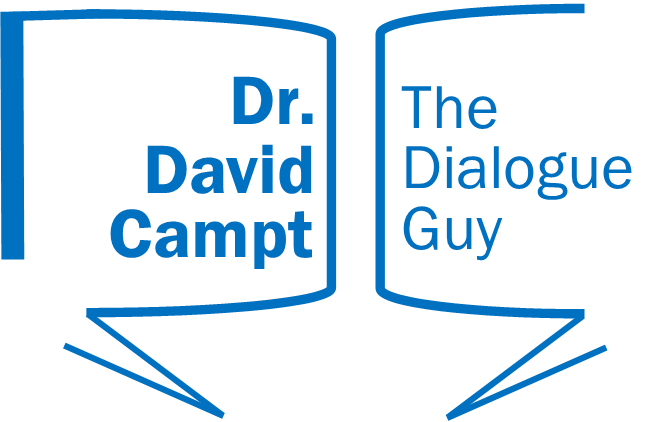 Dr.
David
Campt
The
Dialogue
Guy